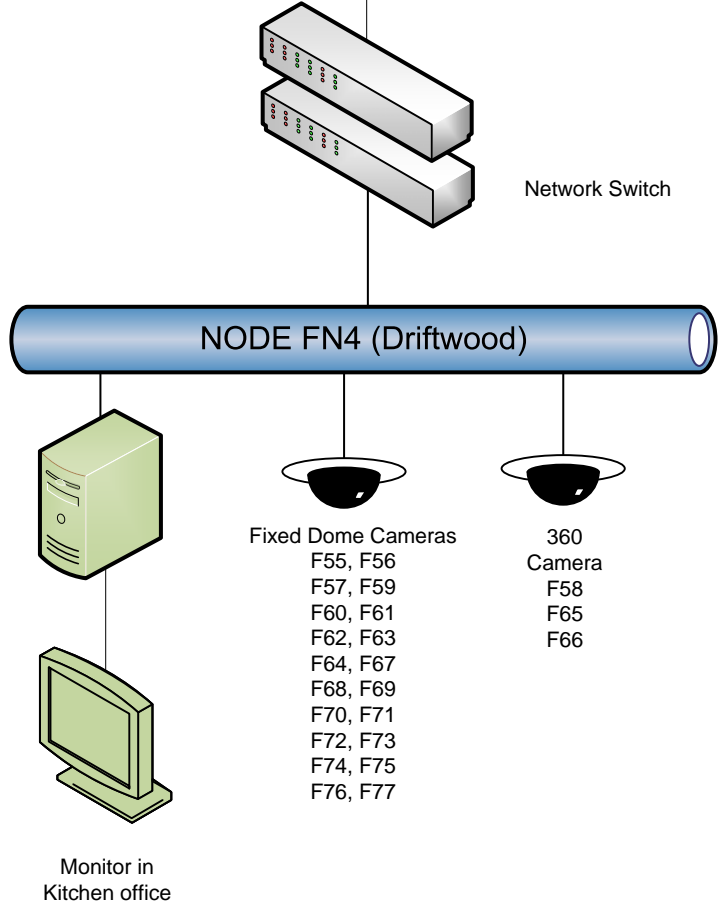 Network Switch
NODE FN4 (Driftwood)
Fixed Dome Cameras
F55, F56
F57, F59
F60, F61
F62, F63
F64, F67
F68, F69
F70, F71
F72, F73
F74, F75
F76, F77
360
Camera
F58
F65
F66
Monitor in
Kitchen office